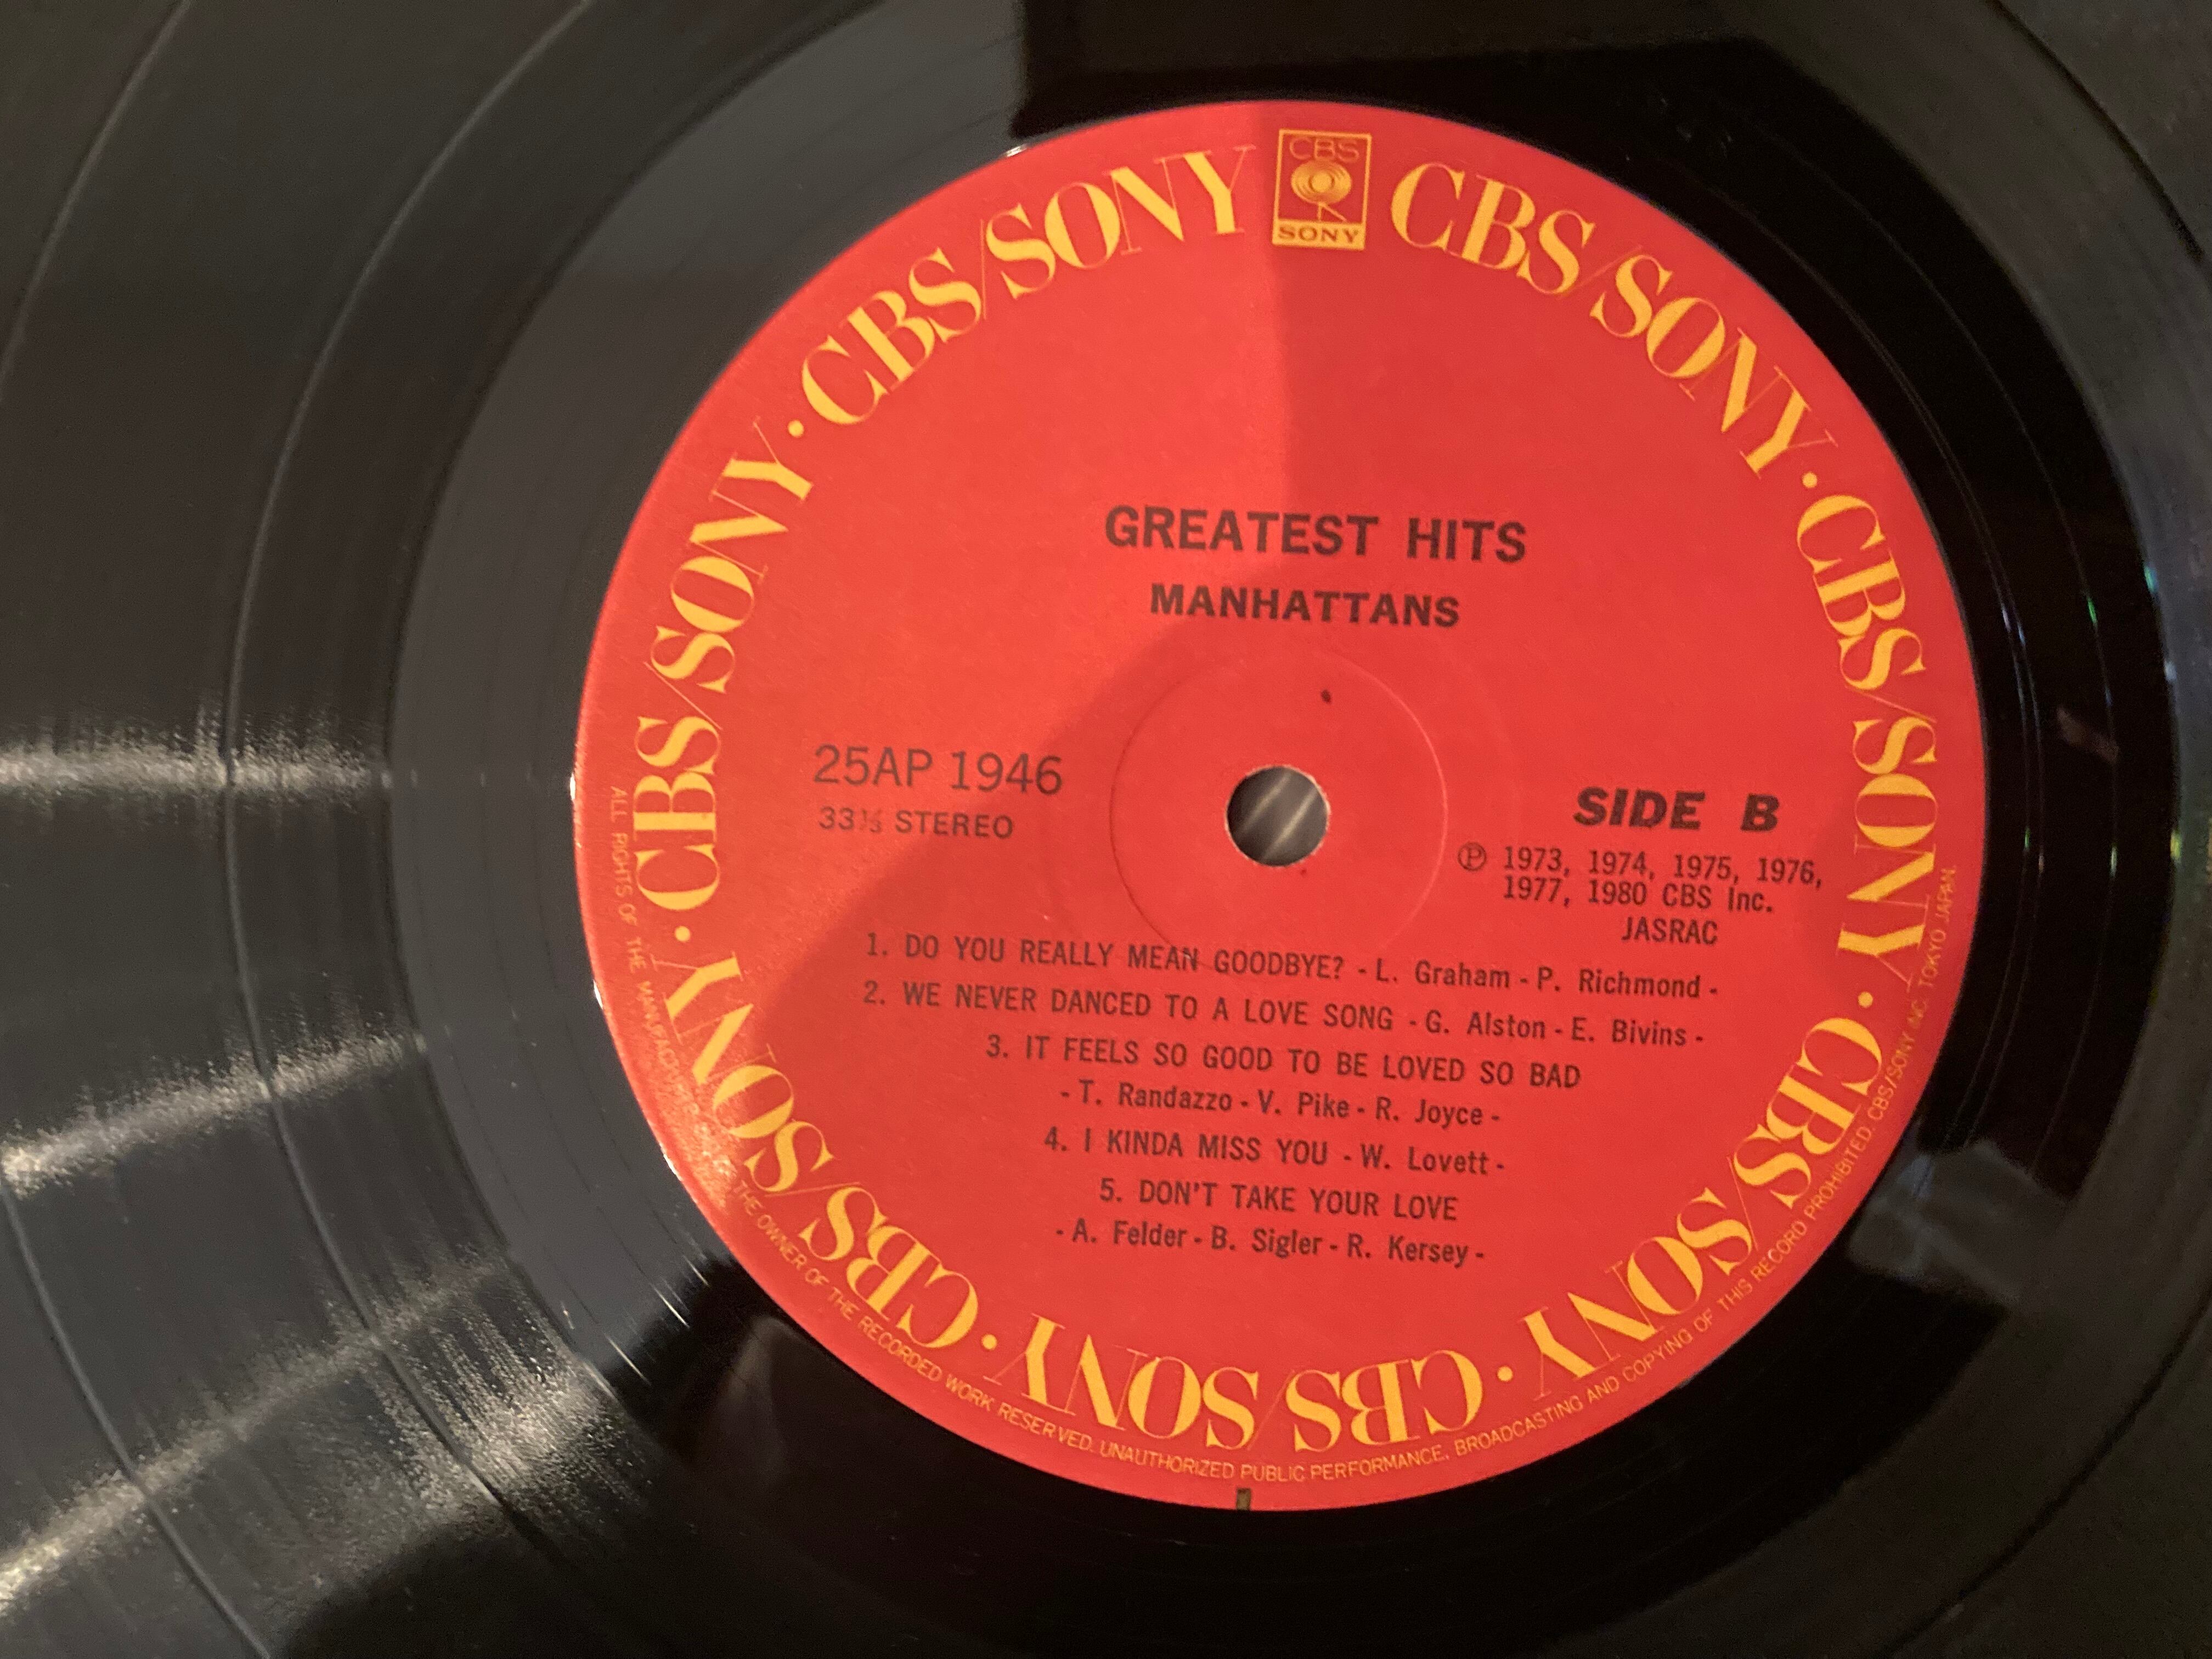 CBS
SONY
CBS/SONY · CBS/SONY · CBS/SONY · CBS/SONY · CBS/SONY · CBS/SONY · CBS/SONY · CBS/SONY
GREATEST HITS
MANHATTANS
25AP 1946
33⅓ STEREO
SIDE B
Ⓟ 1973, 1974, 1975, 1976,
1977, 1980 CBS Inc.
JASRAC
1. DO YOU REALLY MEAN GOODBYE? - L. Graham - P. Richmond -
2. WE NEVER DANCED TO A LOVE SONG - G. Alston - E. Bivins -
3. IT FEELS SO GOOD TO BE LOVED SO BAD
- T. Randazzo - V. Pike - R. Joyce -
4. I KINDA MISS YOU - W. Lovett -
5. DON'T TAKE YOUR LOVE
- A. Felder - B. Sigler - R. Kersey -
ALL RIGHTS OF THE THE OWNER OF THE RECORDED WORK RESERVED. UNAUTHORIZED PUBLIC PERFORMANCE, BROADCASTING AND COPYING OF THIS RECORD PROHIBITED. CBS/SONY INC. TOKYO JAPAN.